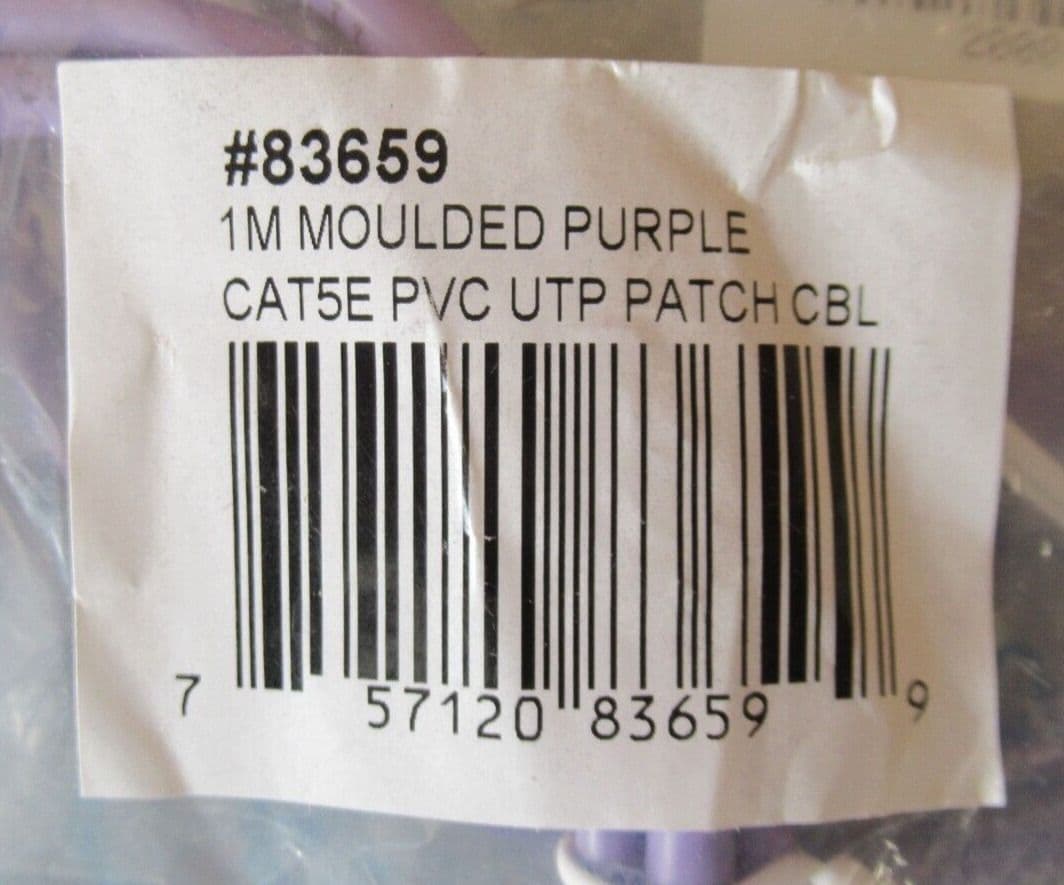 #83659
1M MOULDED PURPLE
CAT5E PVC UTP PATCH CBL
7 57120 83659 9